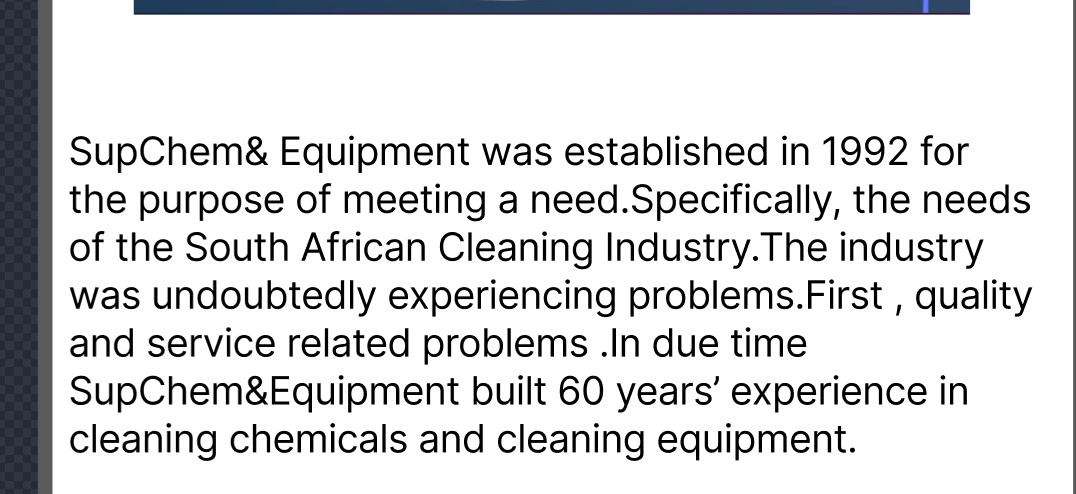 SupChem& Equipment was established in 1992 for
the purpose of meeting a need.Specifically, the needs
of the South African Cleaning Industry.The industry
was undoubtedly experiencing problems.First , quality
and service related problems .In due time
SupChem&Equipment built 60 years’ experience in
cleaning chemicals and cleaning equipment.